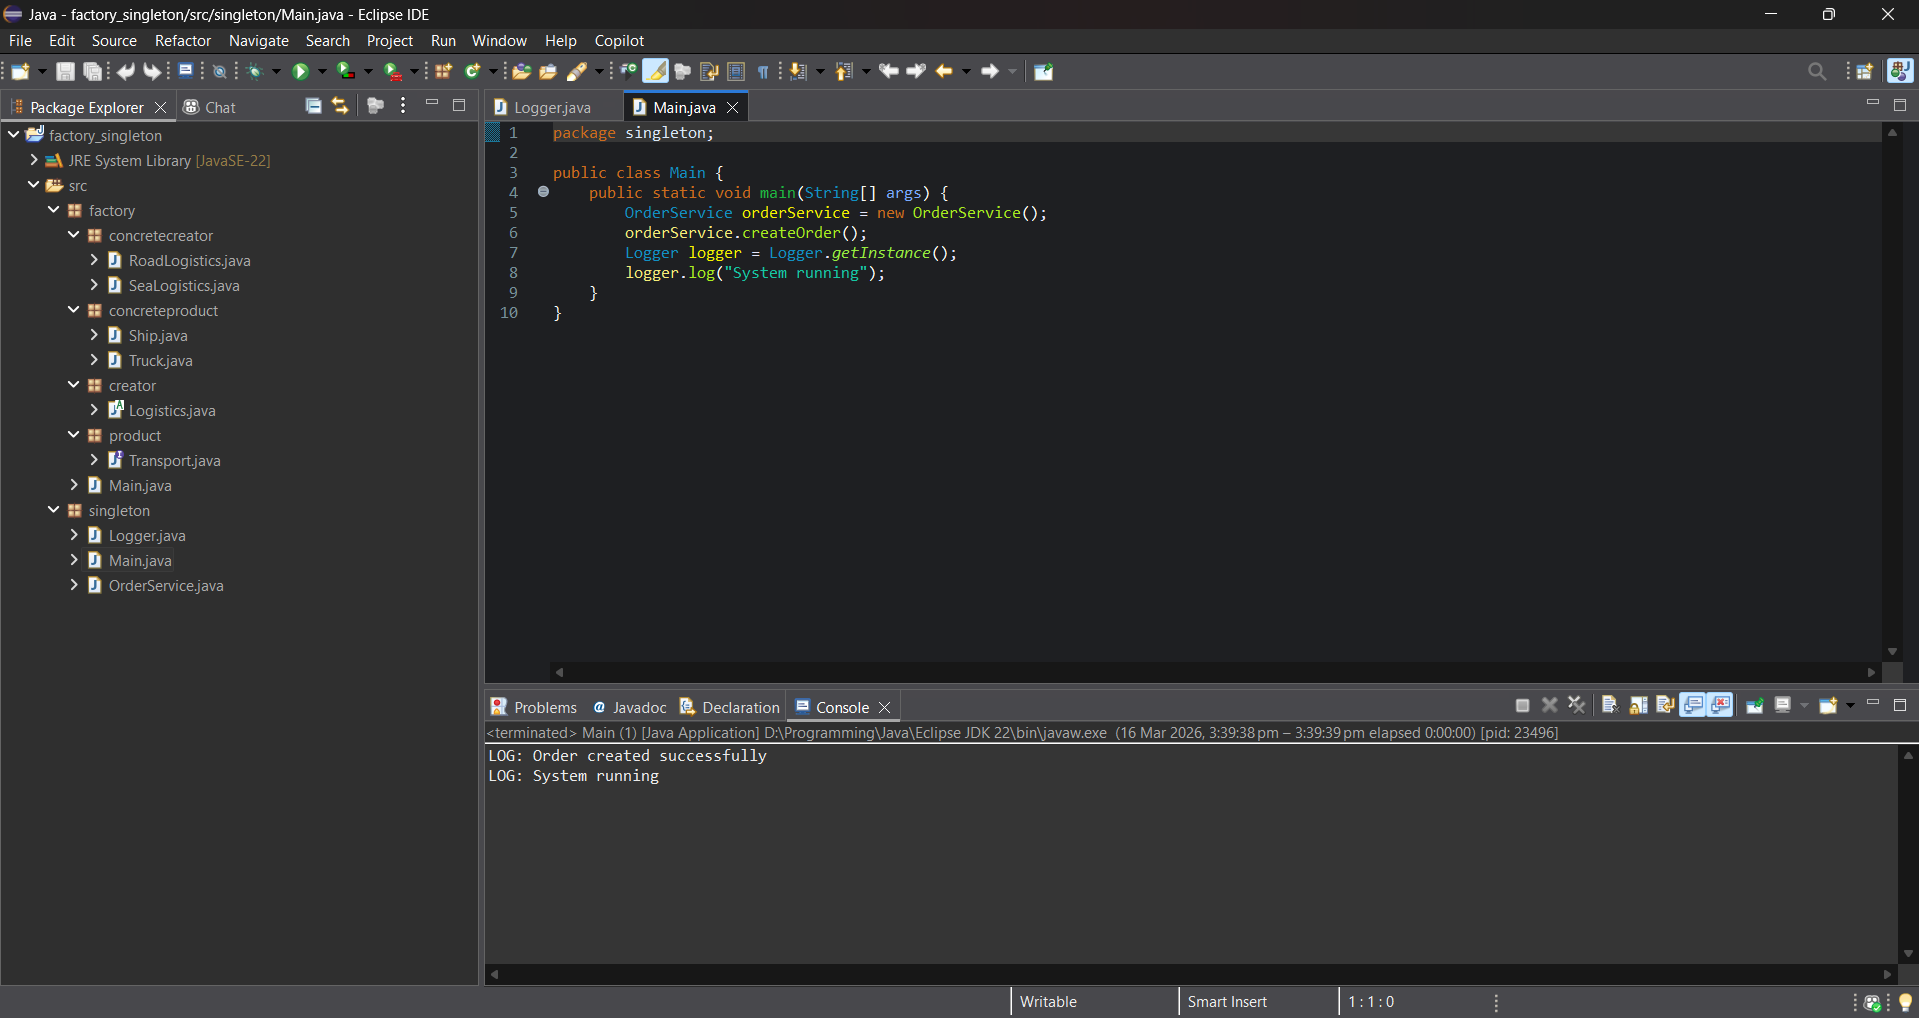 Java - factory_singleton/src/singleton/Main.java - Eclipse IDE
File Edit Source Refactor Navigate Search Project Run Window Help Copilot
Package Explorer
Chat
factory_singleton
JRE System Library [JavaSE-22]
src
factory
concretecreator
RoadLogistics.java
SeaLogistics.java
concreteproduct
Ship.java
Truck.java
creator
Logistics.java
product
Transport.java
Main.java
singleton
Logger.java
Main.java
OrderService.java
Logger.java
Main.java
1 package singleton;
2
3 public class Main {
4 public static void main(String[] args) {
5 OrderService orderService = new OrderService();
6 orderService.createOrder();
7 Logger logger = Logger.getInstance();
8 logger.log("System running");
9 }
10 }
Problems @ Javadoc Declaration Console
<terminated> Main (1) [Java Application] D:\Programming\Java\Eclipse JDK 22\bin\javaw.exe (16 Mar 2026, 3:39:38 pm – 3:39:39 pm elapsed 0:00:00) [pid: 23496]
LOG: Order created successfully
LOG: System running
Writable
Smart Insert
1 : 1 : 0